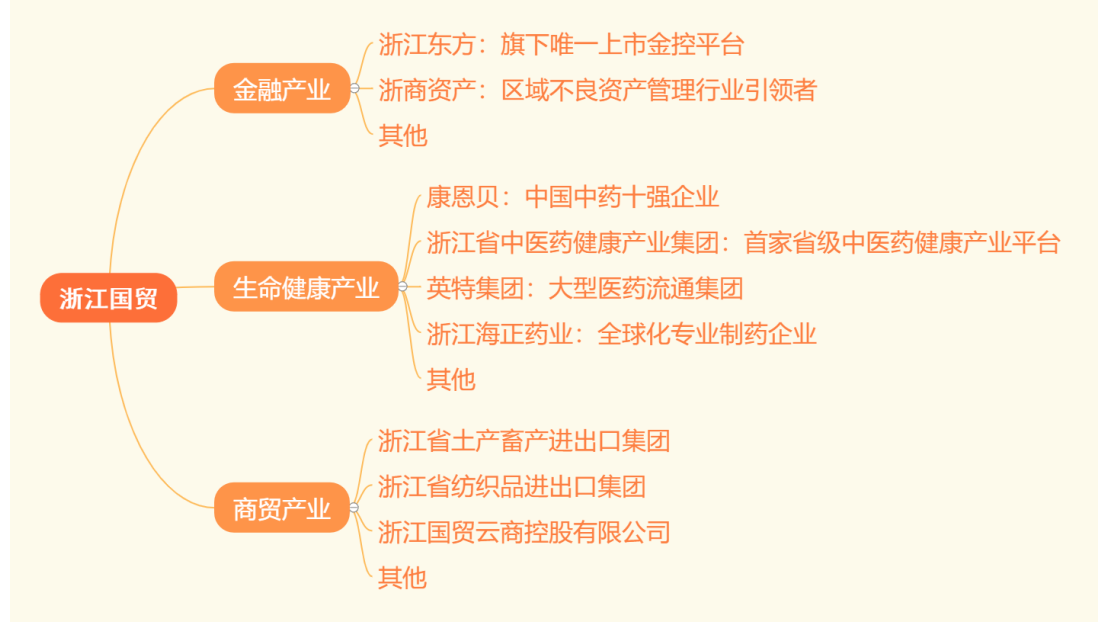 浙江国贸
金融产业
浙江东方：旗下唯一上市金控平台
浙商资产：区域不良资产管理行业引领者
其他
生命健康产业
康恩贝：中国中药十强企业
浙江省中医药健康产业集团：首家省级中医药健康产业平台
英特集团：大型医药流通集团
浙江海正药业：全球化专业制药企业
其他
商贸产业
浙江省土产畜产进出口集团
浙江省纺织品进出口集团
浙江国贸云商控股有限公司
其他